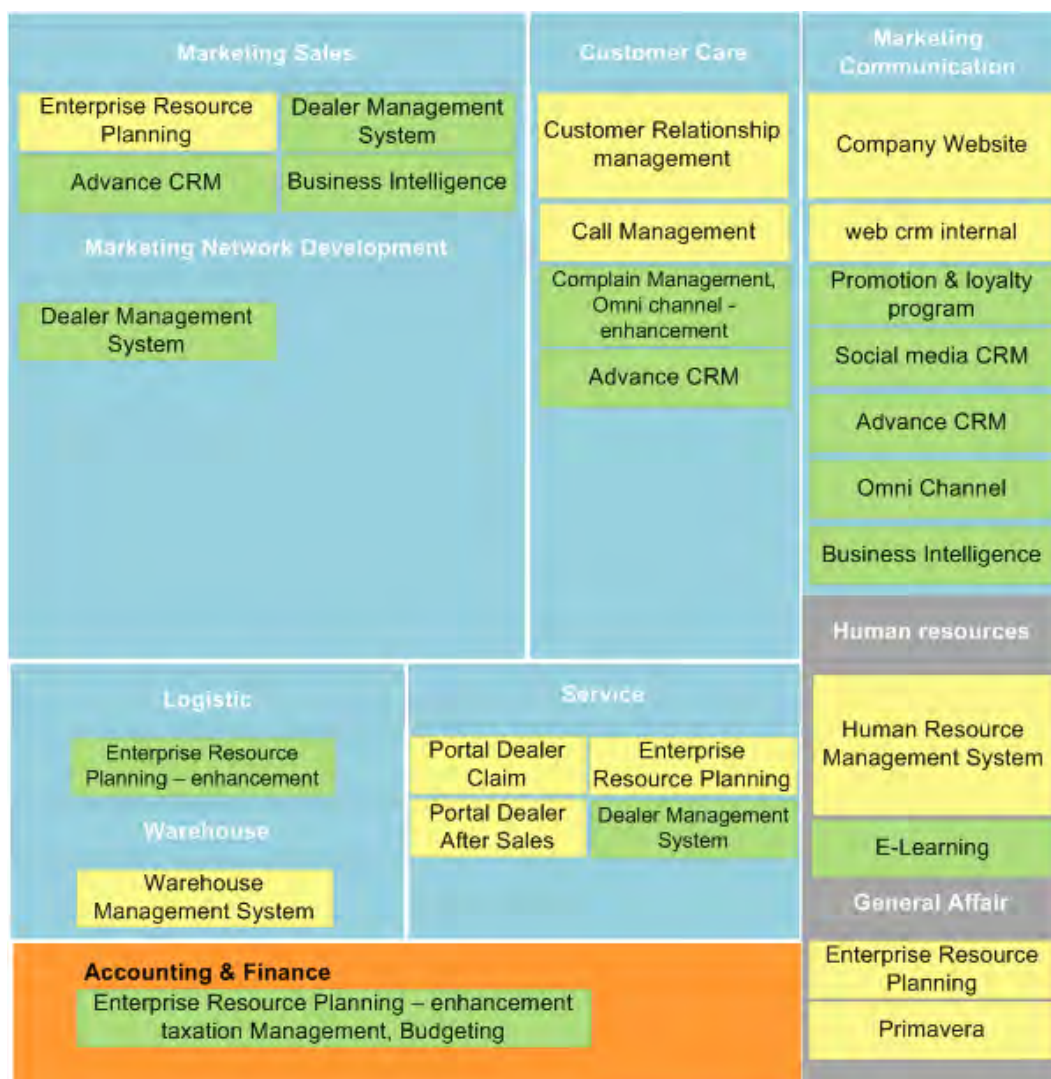 Marketing Sales
Enterprise Resource
Planning
Dealer Management
System
Advance CRM
Business Intelligence
Marketing Network Development
Dealer Management
System
Customer Care
Customer Relationship
management
Call Management
Complain Management,
Omni channel -
enhancement
Advance CRM
Marketing
Communication
Company Website
web crm internal
Promotion & loyalty
program
Social media CRM
Advance CRM
Omni Channel
Business Intelligence
Human resources
Human Resource
Management System
E-Learning
General Affair
Enterprise Resource
Planning
Primavera
Logistic
Enterprise Resource
Planning – enhancement
Warehouse
Warehouse
Management System
Service
Portal Dealer
Claim
Enterprise
Resource Planning
Portal Dealer
After Sales
Dealer Management
System
Accounting & Finance
Enterprise Resource Planning – enhancement
taxation Management, Budgeting